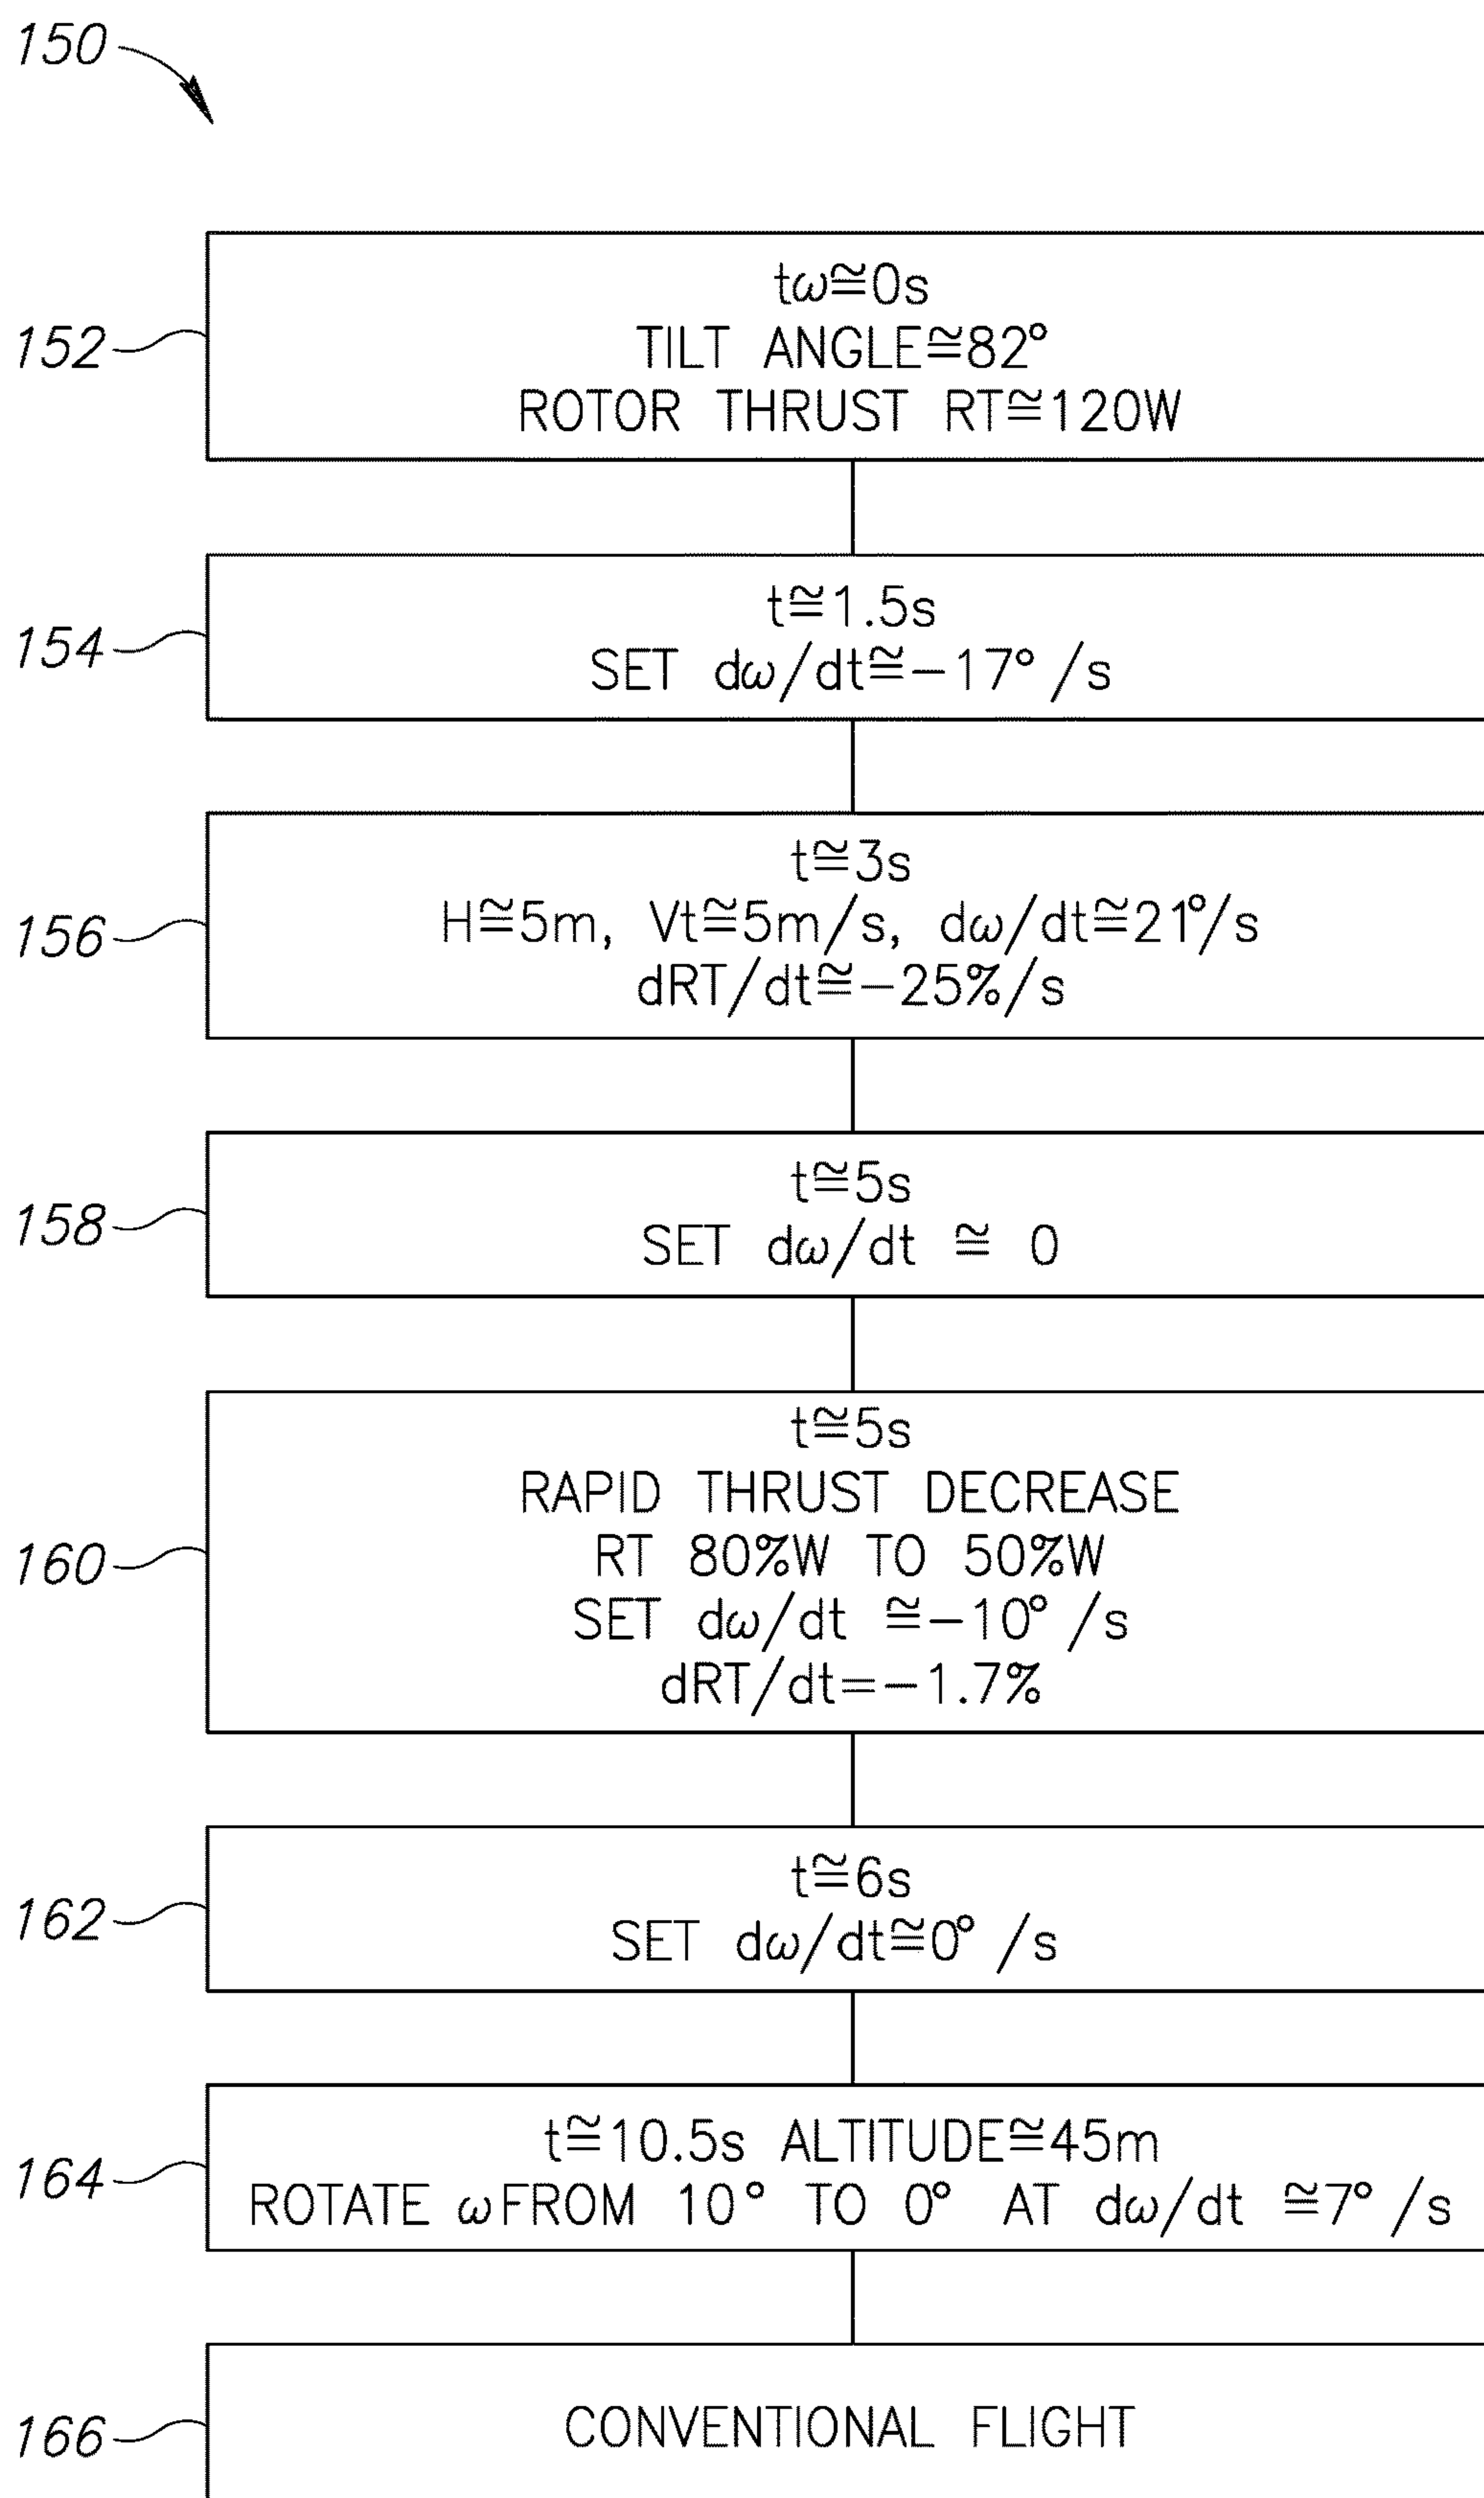 150
152
tω≅0s
TILT ANGLE≅82°
ROTOR THRUST RT≅120W
154
t≅1.5s
SET dω/dt≅-17° /s
156
t≅3s
H≅5m, Vt≅5m/s, dω/dt≅21°/s
dRT/dt≅-25%/s
158
t≅5s
SET dω/dt ≅ 0
160
t≅5s
RAPID THRUST DECREASE
RT 80%W TO 50%W
SET dω/dt ≅-10° /s
dRT/dt=-1.7%
162
t≅6s
SET dω/dt≅0° /s
164
t≅10.5s ALTITUDE≅45m
ROTATE ωFROM 10° TO 0° AT dω/dt ≅7° /s
166
CONVENTIONAL FLIGHT